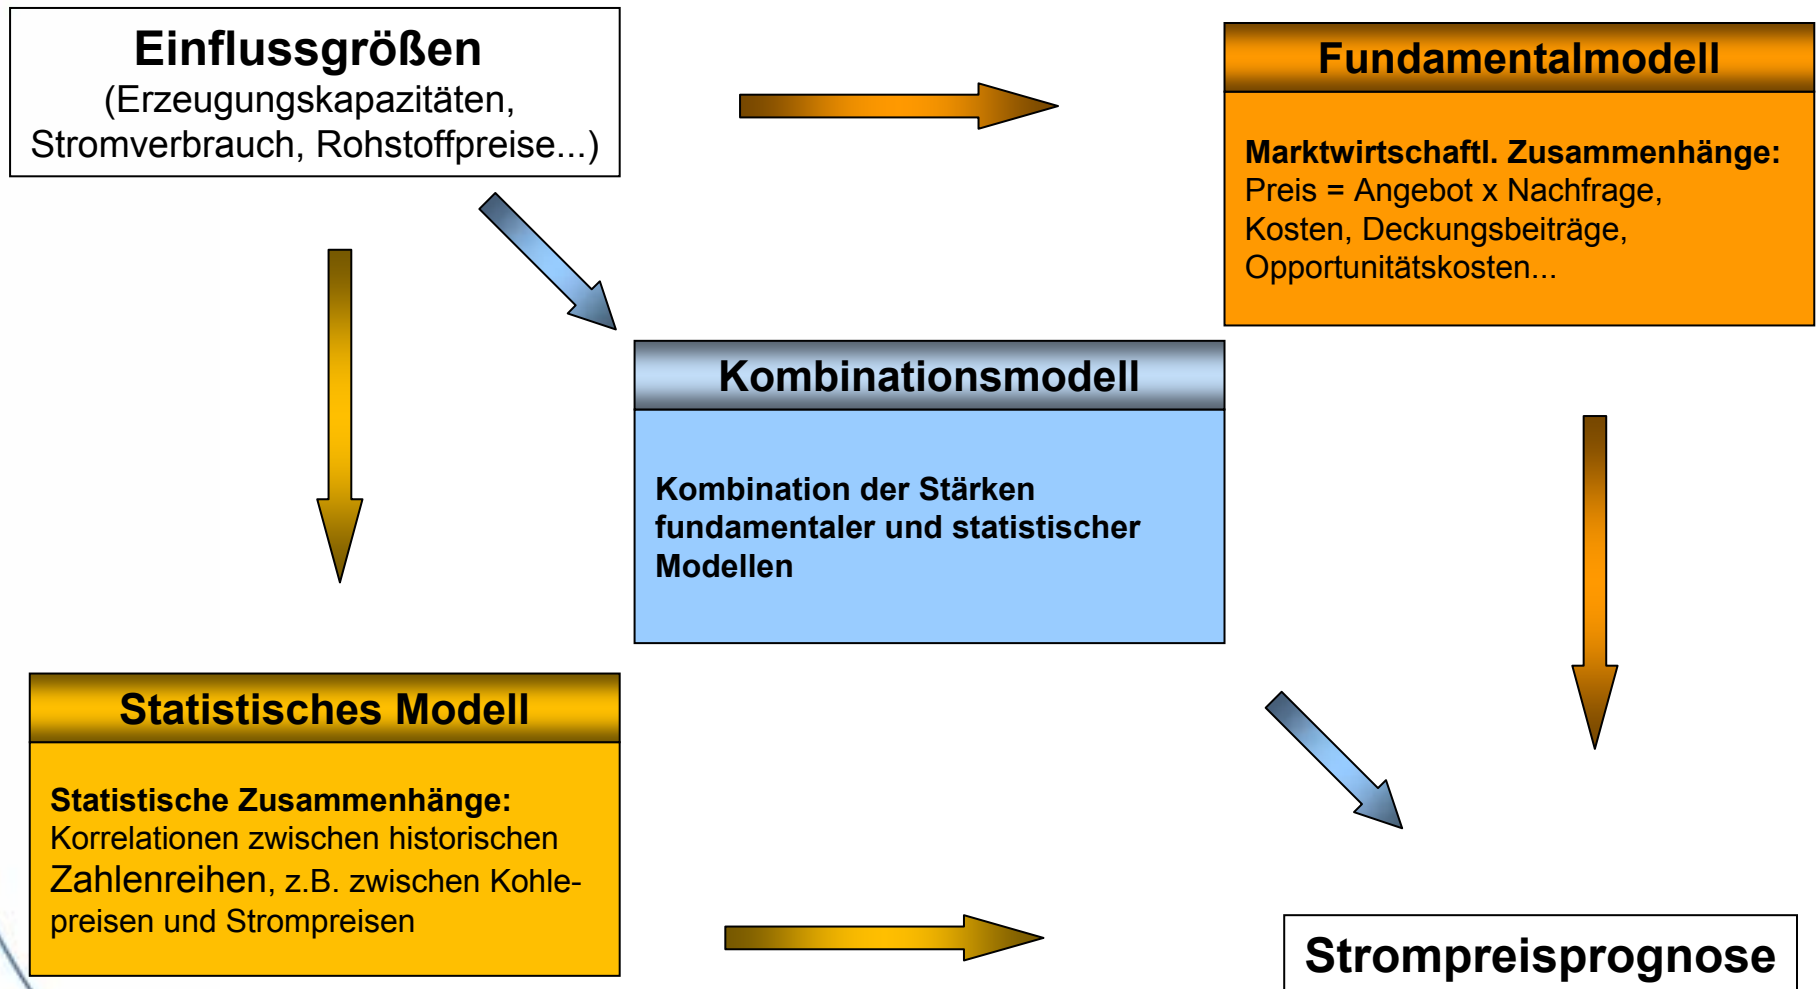 Einflussgrößen
(Erzeugungskapazitäten,
Stromverbrauch, Rohstoffpreise...)
Fundamentalmodell
Marktwirtschaftl. Zusammenhänge:
Preis = Angebot x Nachfrage,
Kosten, Deckungsbeiträge,
Opportunitätskosten...
Kombinationsmodell
Kombination der Stärken
fundamentaler und statistischer
Modellen
Statistisches Modell
Statistische Zusammenhänge:
Korrelationen zwischen historischen
Zahlenreihen, z.B. zwischen Kohle-
preisen und Strompreisen
Strompreisprognose